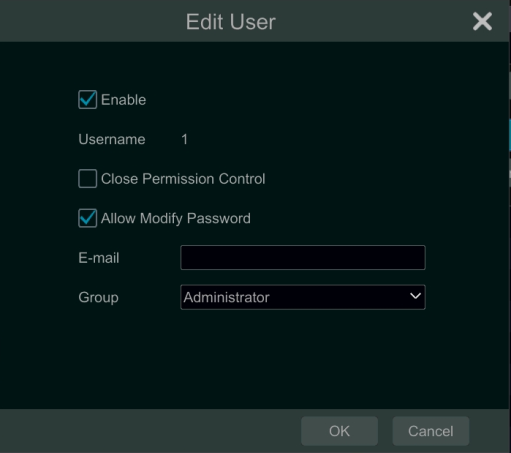 Edit User
Enable
Username 1
Close Permission Control
Allow Modify Password
E-mail
Group Administrator
OK Cancel